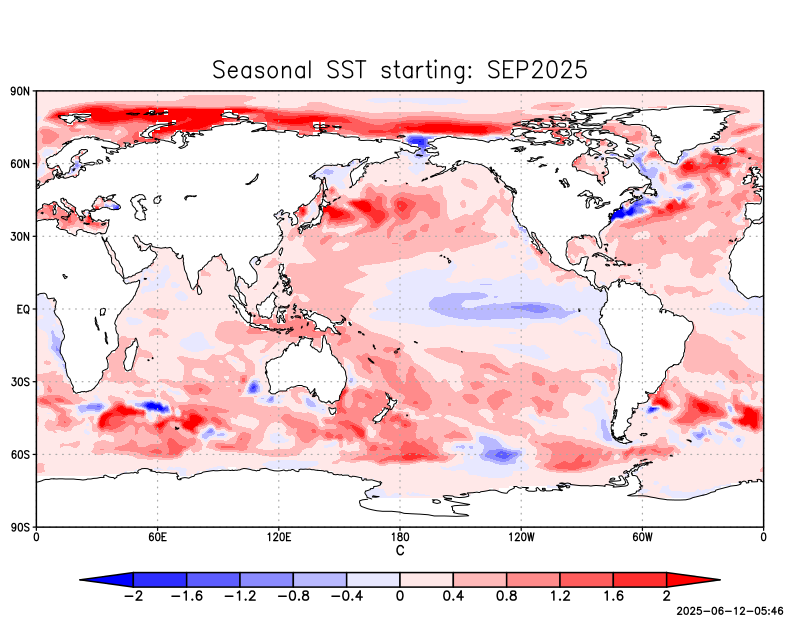 Seasonal SST starting: SEP2025
90N
60N
30N
EQ
30S
60S
90S
0 60E 120E 180 120W 60W 0
C
-2 -1.6 -1.2 -0.8 -0.4 0 0.4 0.8 1.2 1.6 2
2025-06-12-05:46